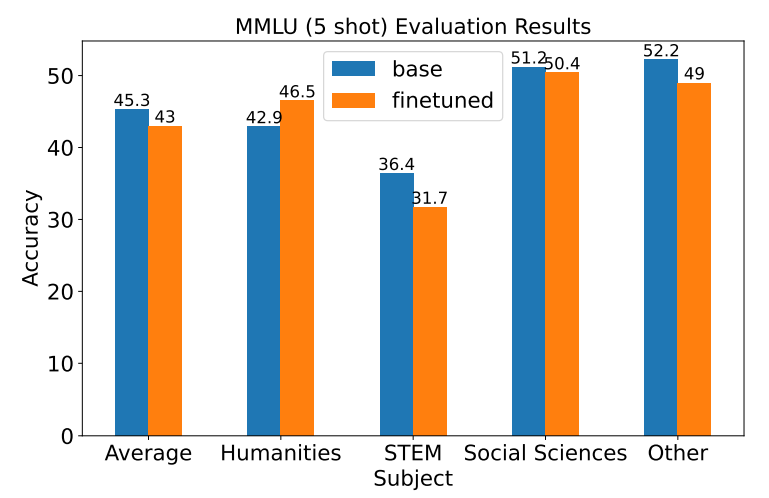 MMLU (5 shot) Evaluation Results
base
finetuned
Accuracy
50
40
30
20
10
0
45.3
43
42.9
46.5
36.4
31.7
51.2
50.4
52.2
49
Average
Humanities
STEM
Social Sciences
Other
Subject